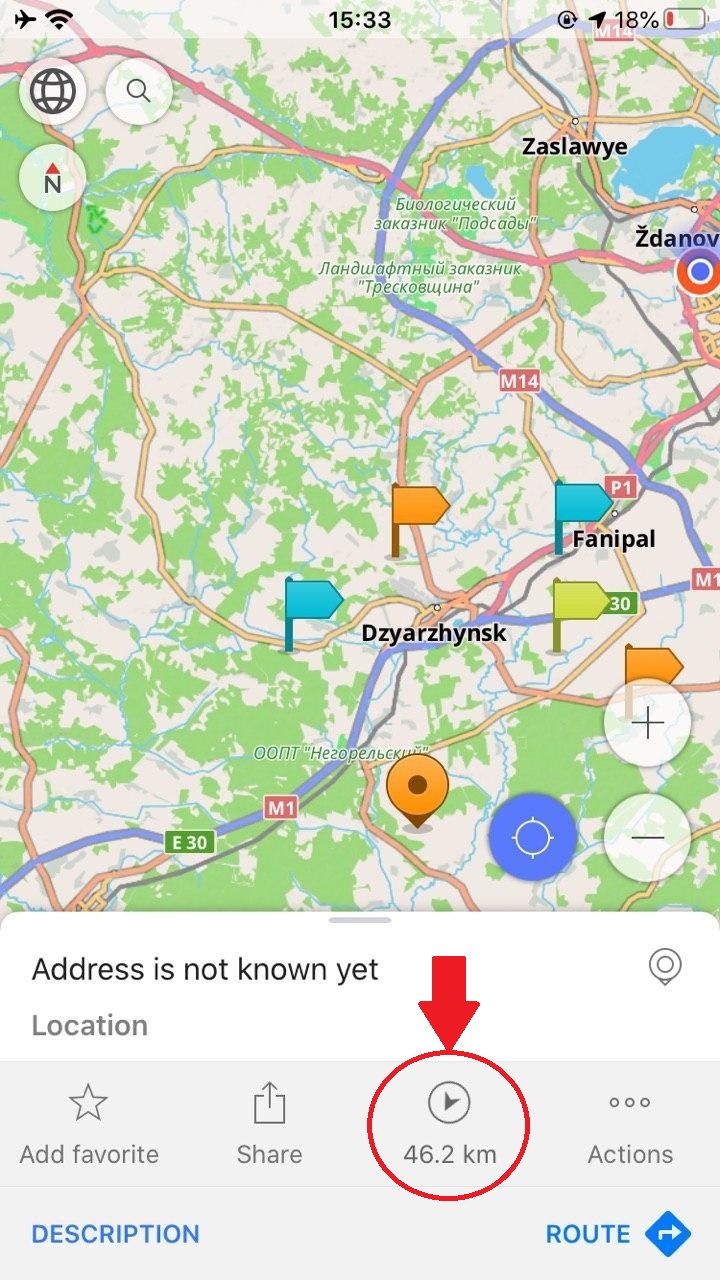 15:33
18%
M14
N
Zaslawye
Биологический
заказник "Подсады"
Ždanov
Ландшафтный заказник
"Тресковщина"
M14
P1
Fanipal
M1
30
Dzyarzhynsk
ООПТ "Негорельский"
M1
E 30
Address is not known yet
Location
Add favorite
Share
46.2 km
Actions
DESCRIPTION
ROUTE